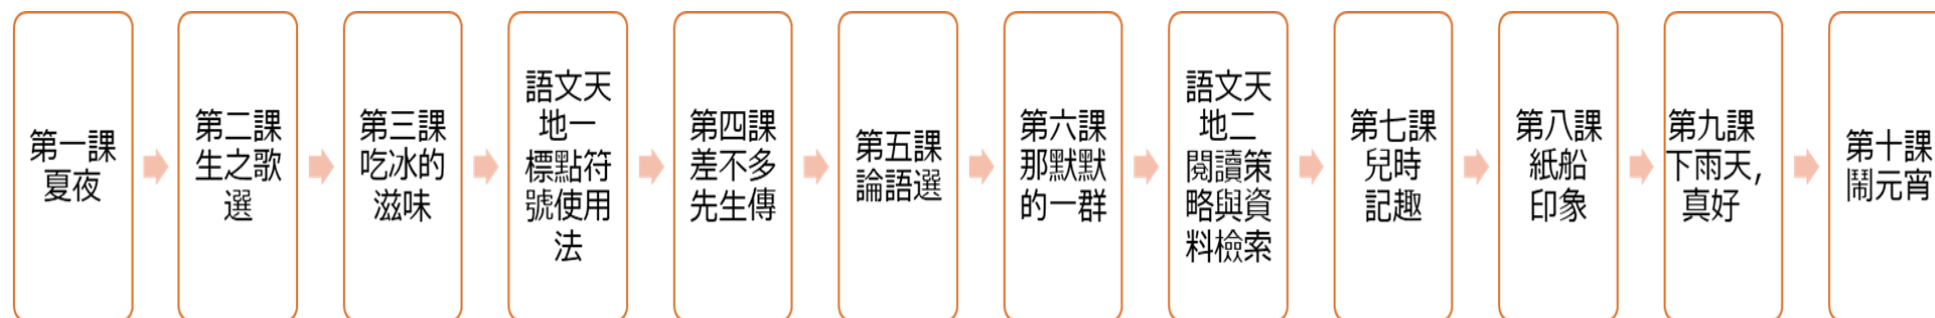 第一課
夏夜
第二課
生之歌
選
第三課
吃冰的
滋味
語文天
地一
標點符
號使用
法
第四課
差不多
先生傳
第五課
論語選
第六課
那默默
的一群
語文天
地二
閱讀策
略與資
料檢索
第七課
兒時
記趣
第八課
紙船
印象
第九課
下雨天,
真好
第十課
鬧元宵